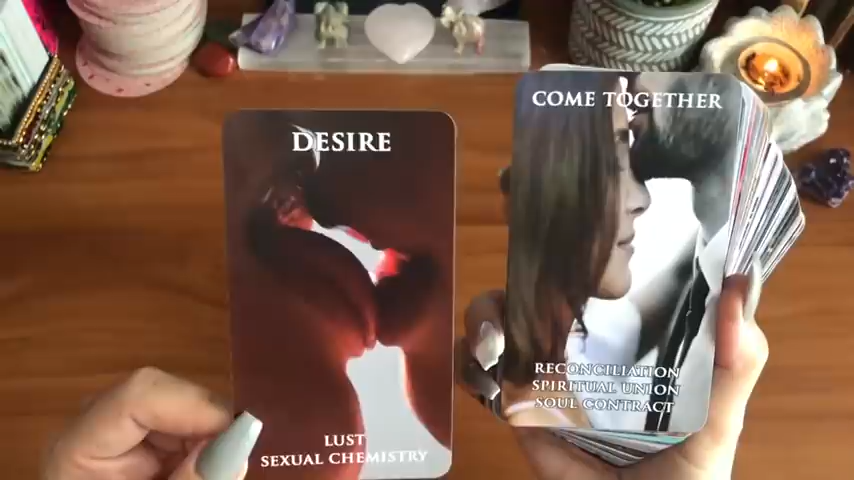 DESIRE
LUST
SEXUAL CHEMISTRY
COME TOGETHER
RECONCILIATION
SPIRITUAL UNION
SOUL CONTRACT